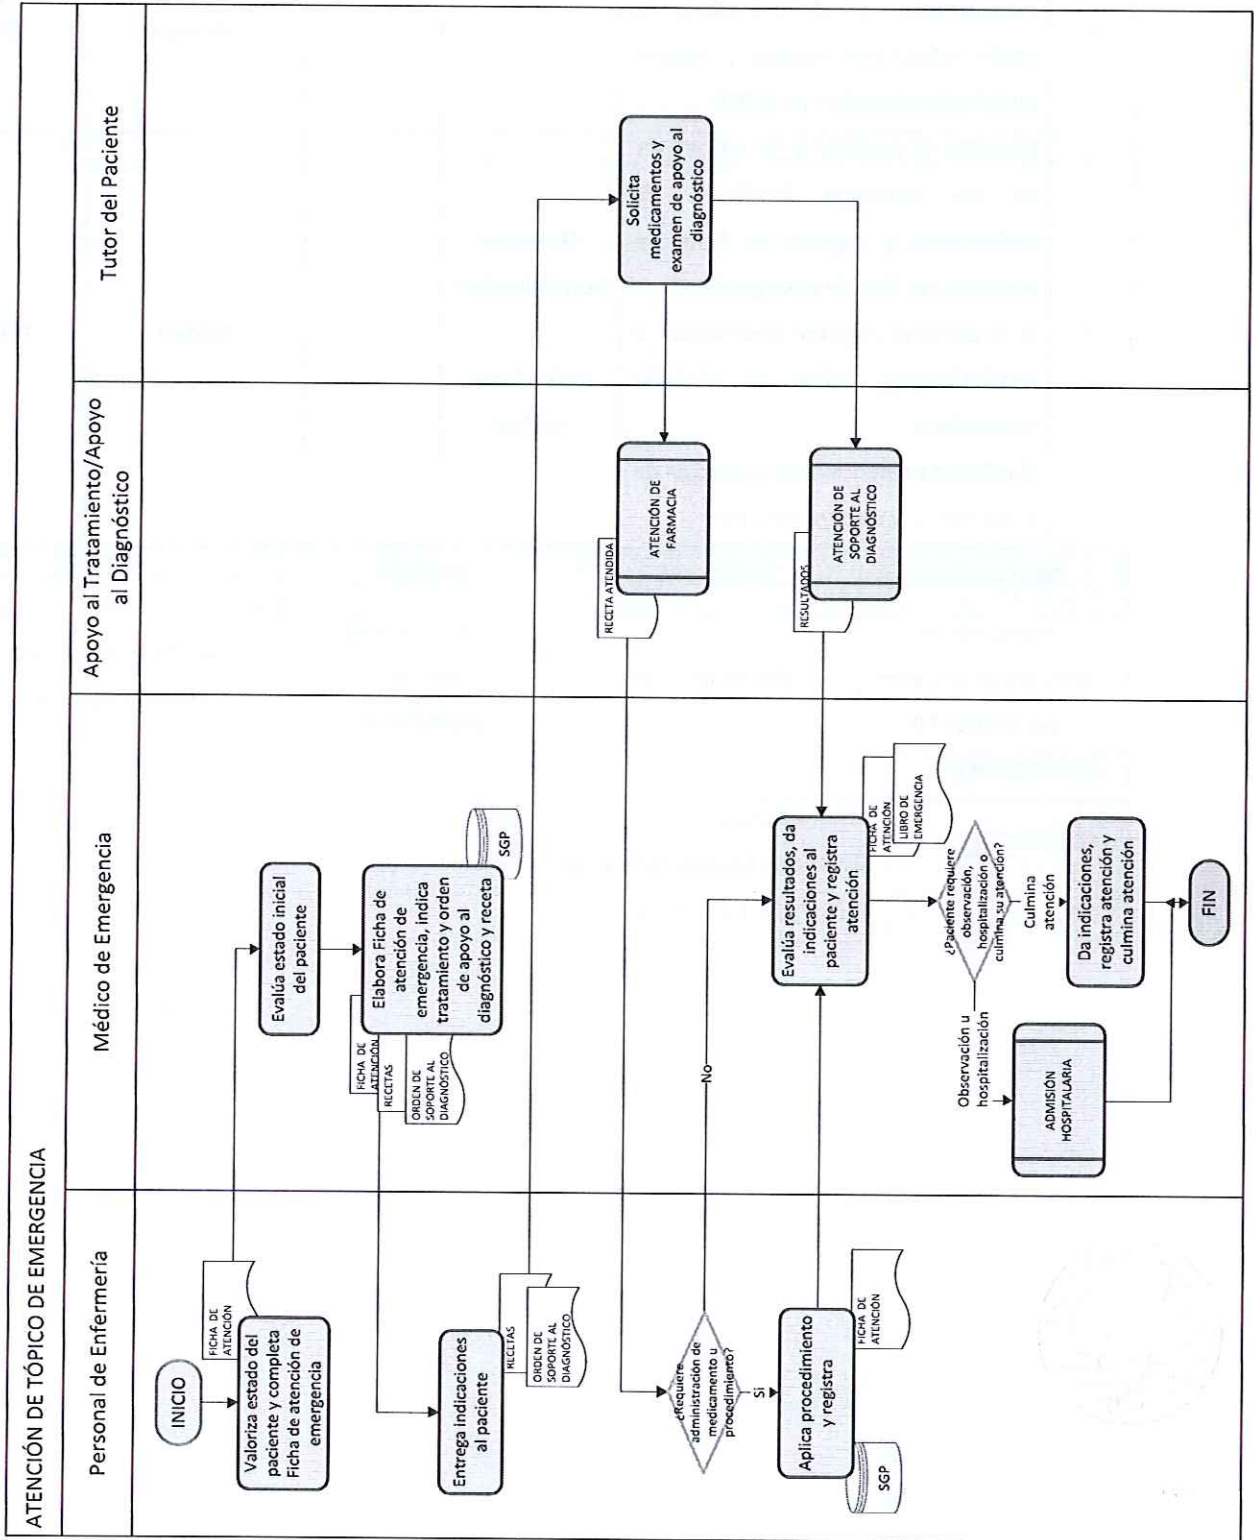 ATENCIÓN DE TÓPICO DE EMERGENCIA
Personal de Enfermería
Médico de Emergencia
Apoyo al Tratamiento/Apoyo
al Diagnóstico
Tutor del Paciente
INICIO
FICHA DE
ATENCIÓN
Valoriza estado del
paciente y completa
Ficha de atención de
emergencia
Evalúa estado inicial
del paciente
Elabora Ficha de
atención de
emergencia, indica
tratamiento y orden
de apoyo al
diagnóstico y receta
SGP
FICHA DE
ATENCIÓN
RECETAS
ORDEN DE
SOPORTE AL
DIAGNÓSTICO
Entrega indicaciones
al paciente
RECETAS
ORDEN DE
SOPORTE AL
DIAGNÓSTICO
Solicita
medicamentos y
examen de apoyo al
diagnóstico
RECETA ATENDIDA
ATENCIÓN DE
FARMACIA
RESULTADOS
ATENCIÓN DE
SOPORTE AL
DIAGNÓSTICO
¿Requiere
administración de
medicamento u
procedimiento?
No
Si
Aplica procedimiento
y registra
SGP
FICHA DE
ATENCIÓN
Evalúa resultados, da
indicaciones al
paciente y registra
atención
FICHA DE
ATENCIÓN
LIBRO DE
EMERGENCIA
¿Paciente requiere
observación,
hospitalización o
culmina su atención?
Observación u
hospitalización
Culmina
atención
ADMISIÓN
HOSPITALARIA
Da indicaciones,
registra atención y
culmina atención
FIN